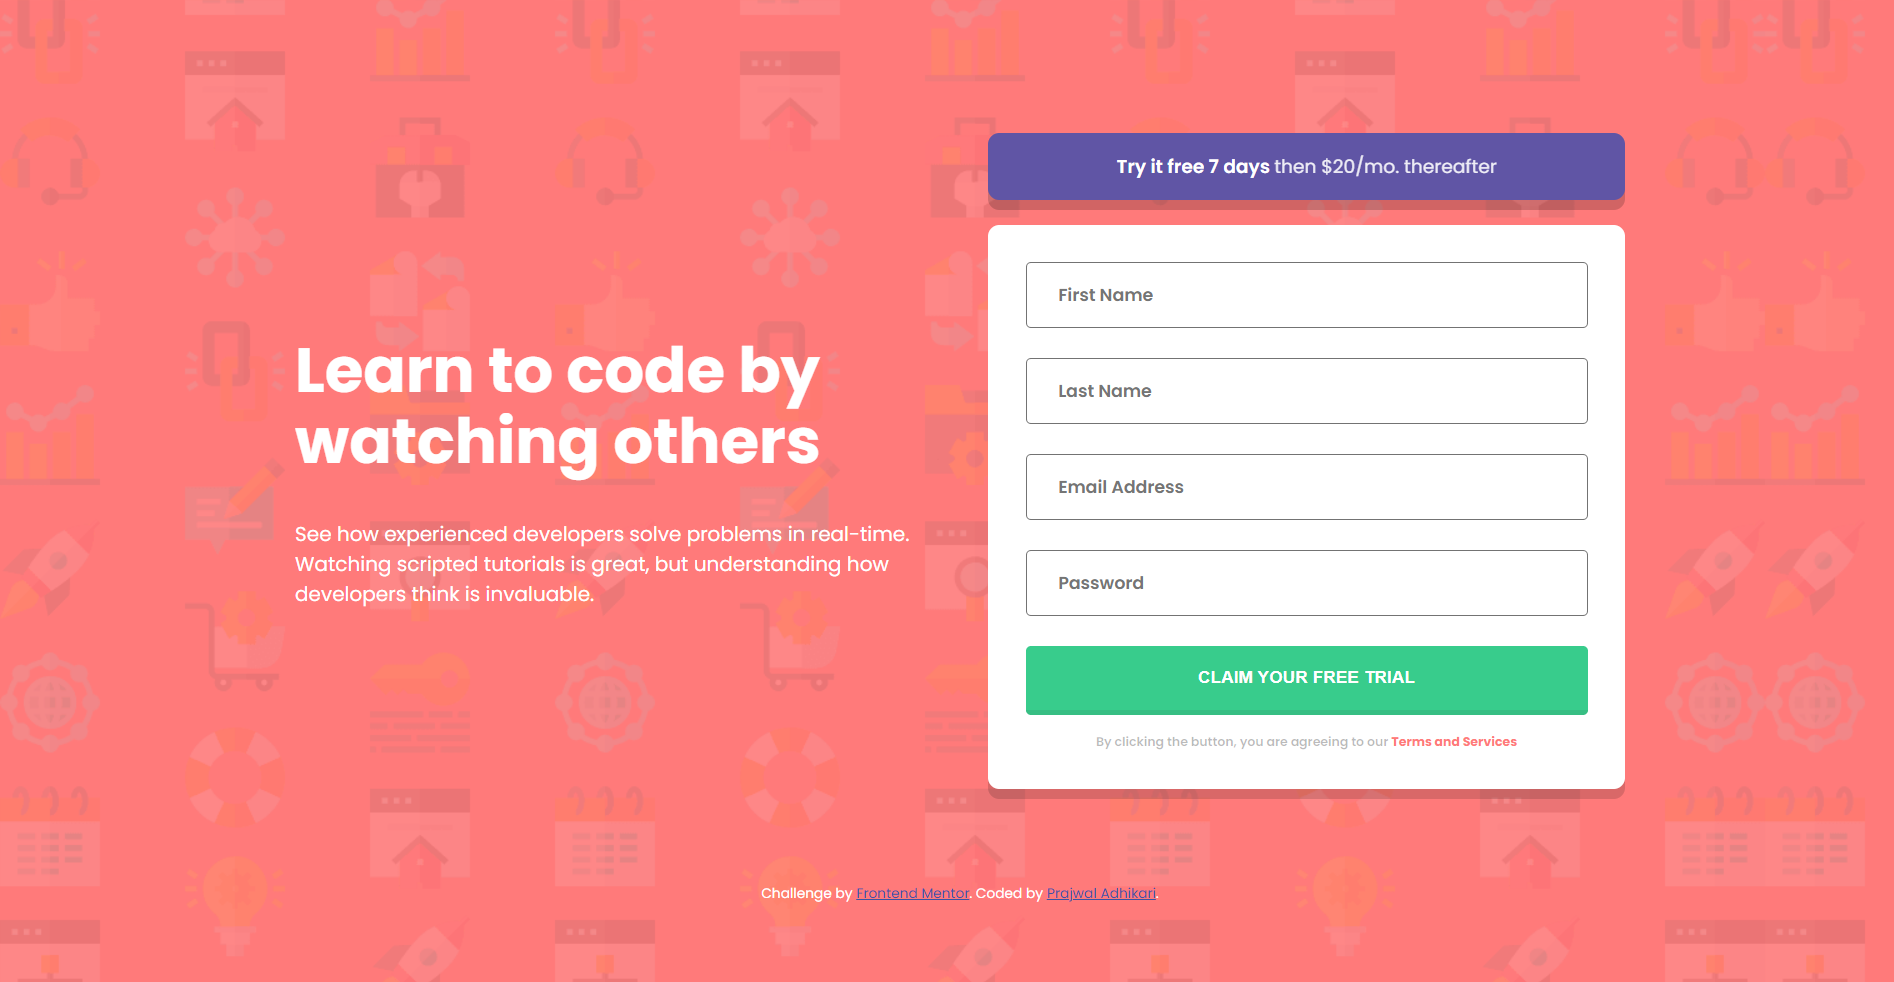 Learn to code by
watching others
See how experienced developers solve problems in real-time.
Watching scripted tutorials is great, but understanding how
developers think is invaluable.
Try it free 7 days then $20/mo. thereafter
First Name
Last Name
Email Address
Password
CLAIM YOUR FREE TRIAL
By clicking the button, you are agreeing to our Terms and Services
Challenge by Frontend Mentor. Coded by Prajwal Adhikari.